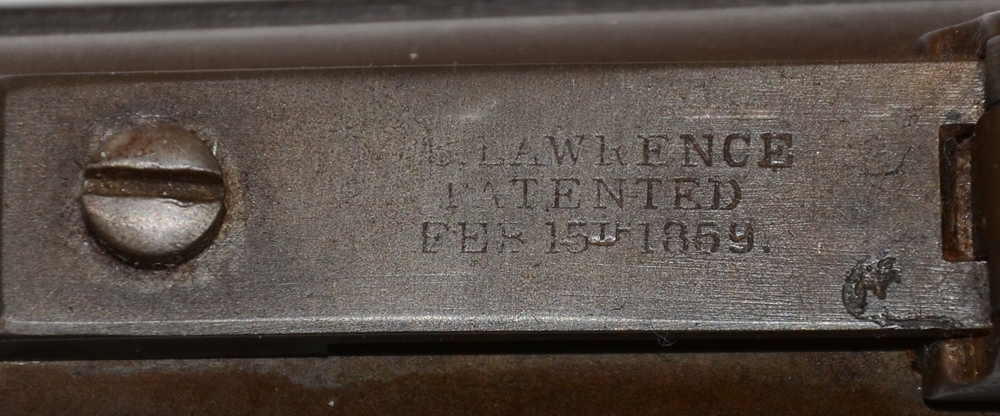 LAWRENCE
PATENTED
FEB 15TH 1859.